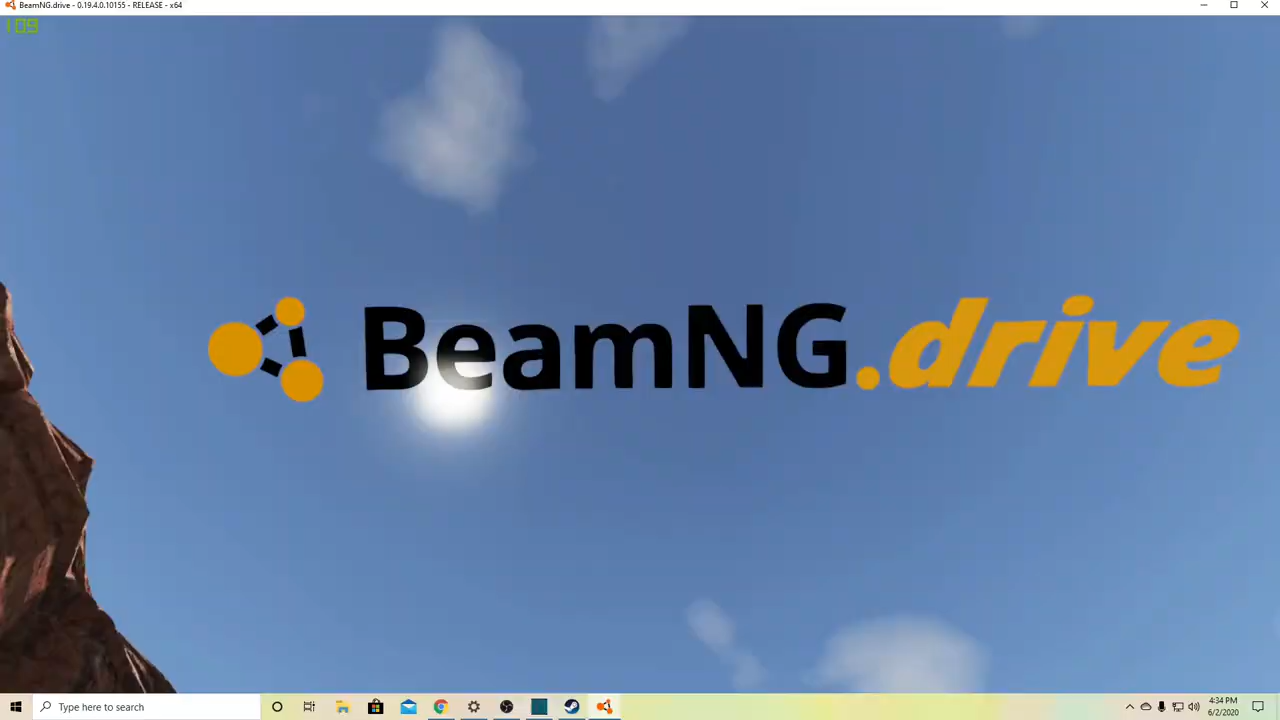 BeamNG.drive - 0.19.4.0.10155 - RELEASE - x64
109
BeamNG.drive
Type here to search
4:34 PM
6/2/2020